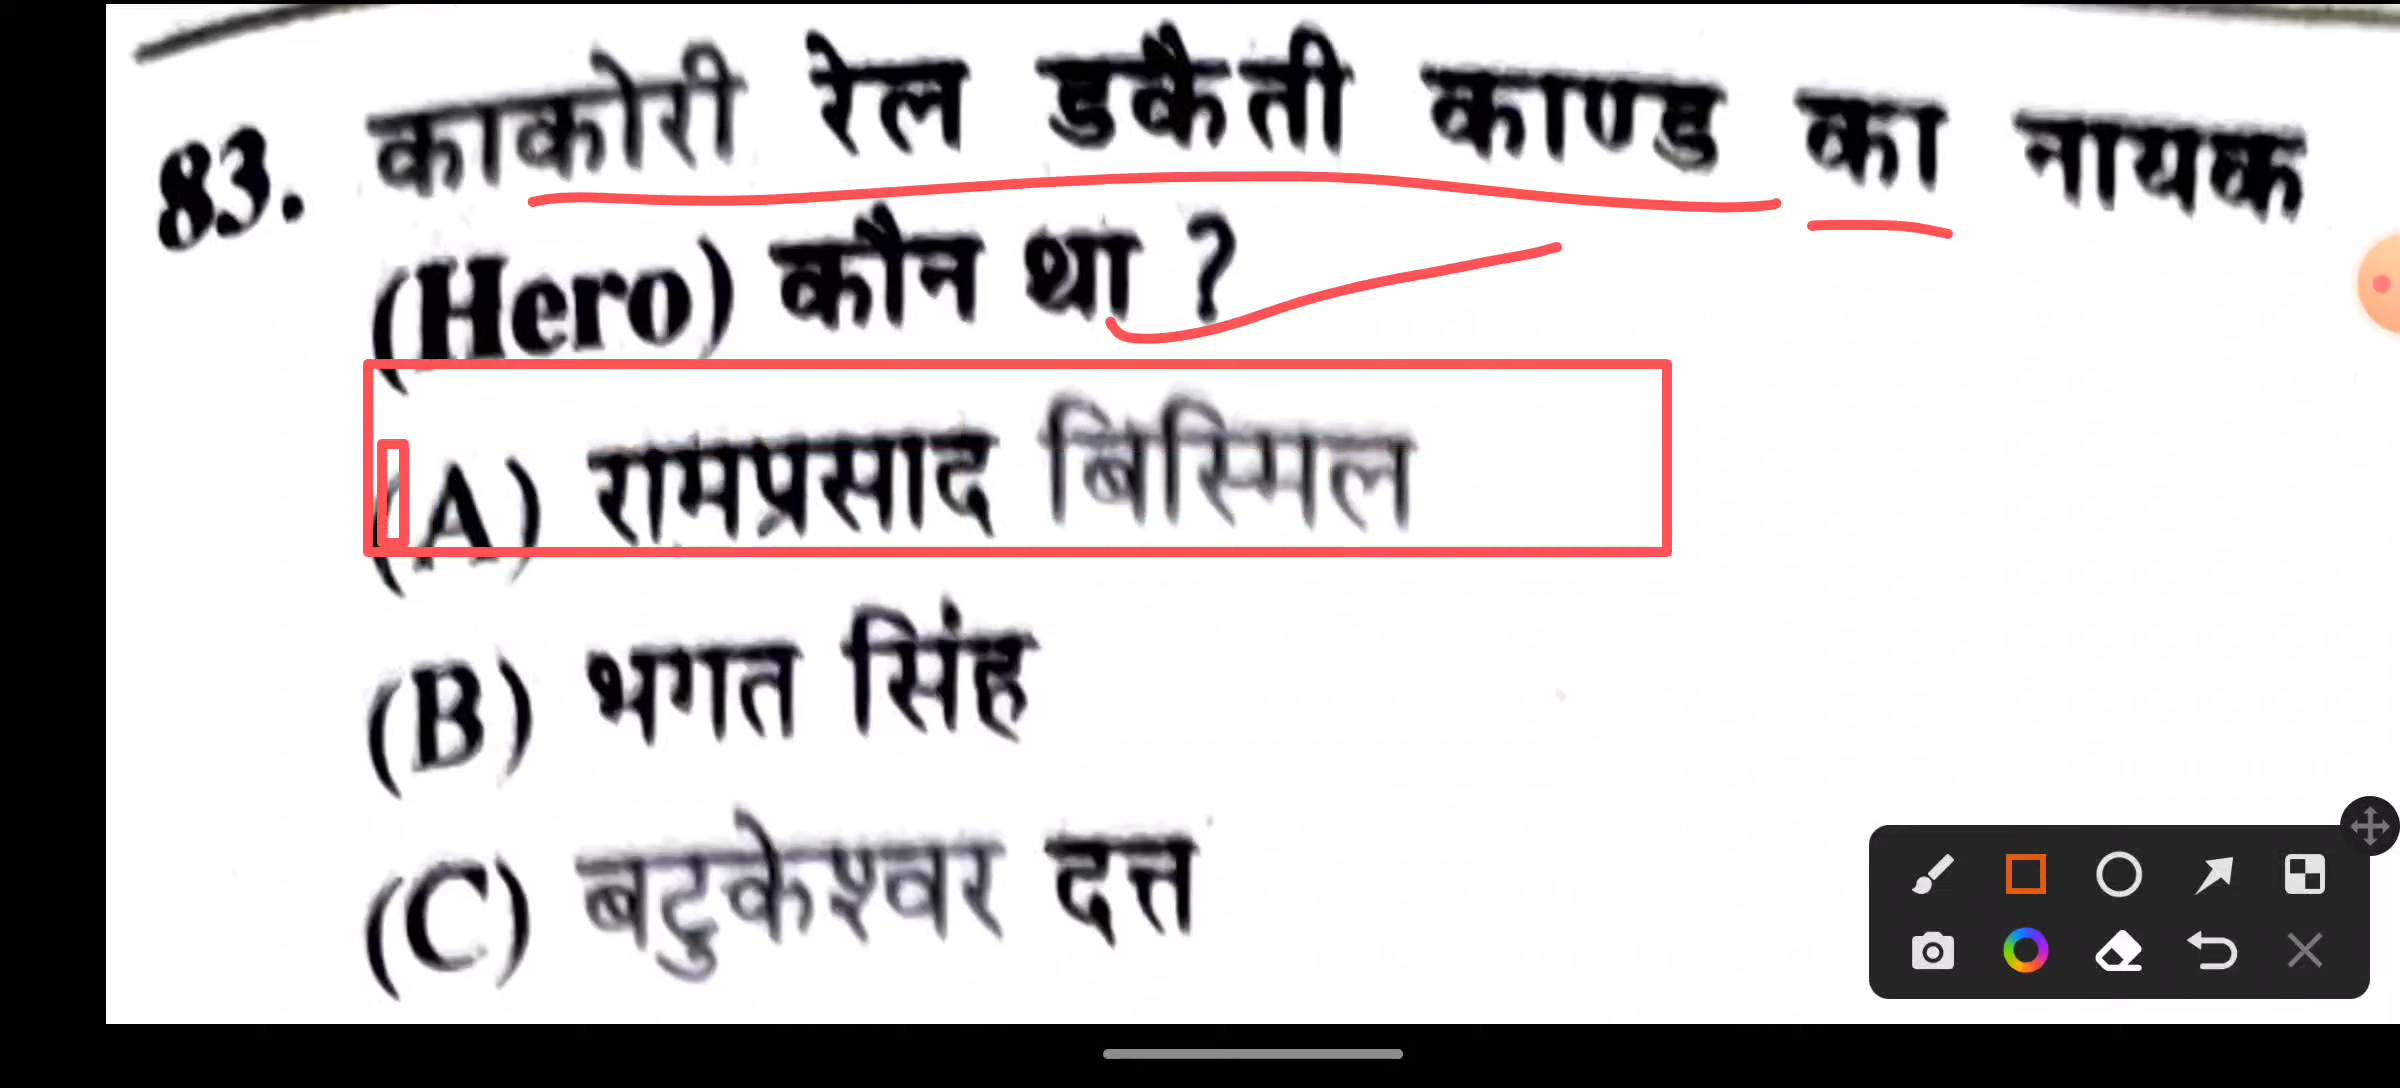 83. काकोरी रेल डकैती काण्ड का नायक
(Hero) कौन था ?
(A) रामप्रसाद बिस्मिल
(B) भगत सिंह
(C) बटुकेश्वर दत्त